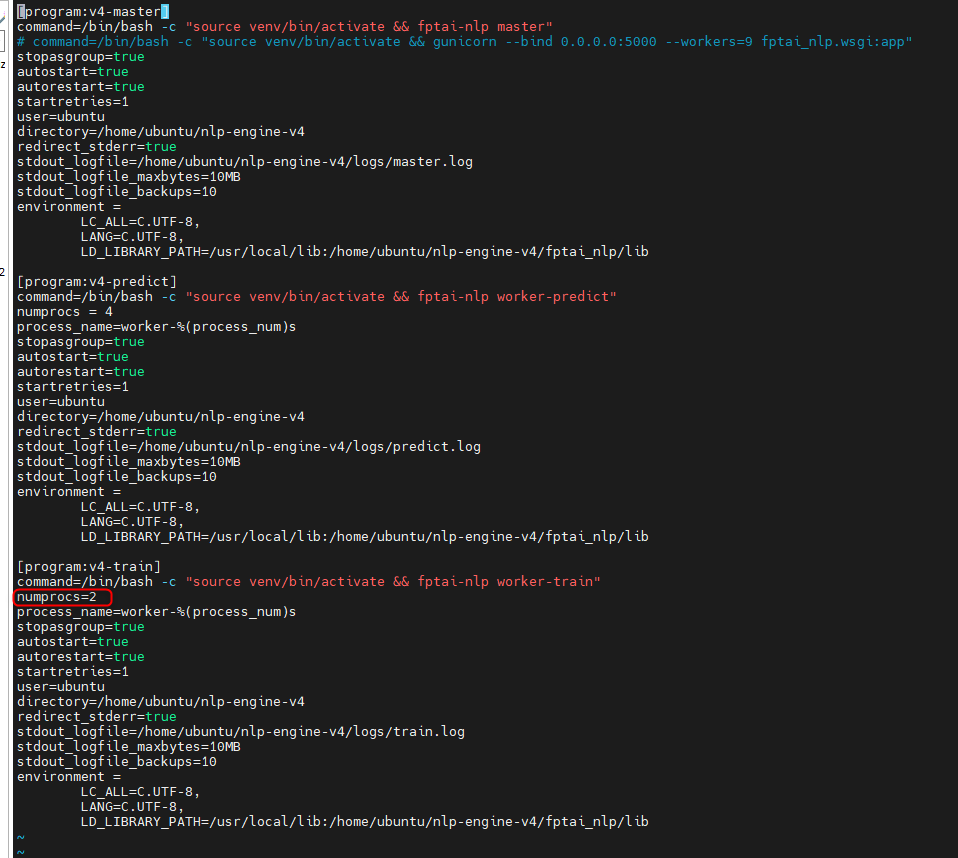 [program:v4-master]
command=/bin/bash -c "source venv/bin/activate && fptai-nlp master"
# command=/bin/bash -c "source venv/bin/activate && gunicorn --bind 0.0.0.0:5000 --workers=9 fptai_nlp.wsgi:app"
stopasgroup=true
autostart=true
autorestart=true
startretries=1
user=ubuntu
directory=/home/ubuntu/nlp-engine-v4
redirect_stderr=true
stdout_logfile=/home/ubuntu/nlp-engine-v4/logs/master.log
stdout_logfile_maxbytes=10MB
stdout_logfile_backups=10
environment =
        LC_ALL=C.UTF-8,
        LANG=C.UTF-8,
        LD_LIBRARY_PATH=/usr/local/lib:/home/ubuntu/nlp-engine-v4/fptai_nlp/lib

[program:v4-predict]
command=/bin/bash -c "source venv/bin/activate && fptai-nlp worker-predict"
numprocs = 4
process_name=worker-%(process_num)s
stopasgroup=true
autostart=true
autorestart=true
startretries=1
user=ubuntu
directory=/home/ubuntu/nlp-engine-v4
redirect_stderr=true
stdout_logfile=/home/ubuntu/nlp-engine-v4/logs/predict.log
stdout_logfile_maxbytes=10MB
stdout_logfile_backups=10
environment =
        LC_ALL=C.UTF-8,
        LANG=C.UTF-8,
        LD_LIBRARY_PATH=/usr/local/lib:/home/ubuntu/nlp-engine-v4/fptai_nlp/lib

[program:v4-train]
command=/bin/bash -c "source venv/bin/activate && fptai-nlp worker-train"
numprocs=2
process_name=worker-%(process_num)s
stopasgroup=true
autostart=true
autorestart=true
startretries=1
user=ubuntu
directory=/home/ubuntu/nlp-engine-v4
redirect_stderr=true
stdout_logfile=/home/ubuntu/nlp-engine-v4/logs/train.log
stdout_logfile_maxbytes=10MB
stdout_logfile_backups=10
environment =
        LC_ALL=C.UTF-8,
        LANG=C.UTF-8,
        LD_LIBRARY_PATH=/usr/local/lib:/home/ubuntu/nlp-engine-v4/fptai_nlp/lib
~
~
z
2